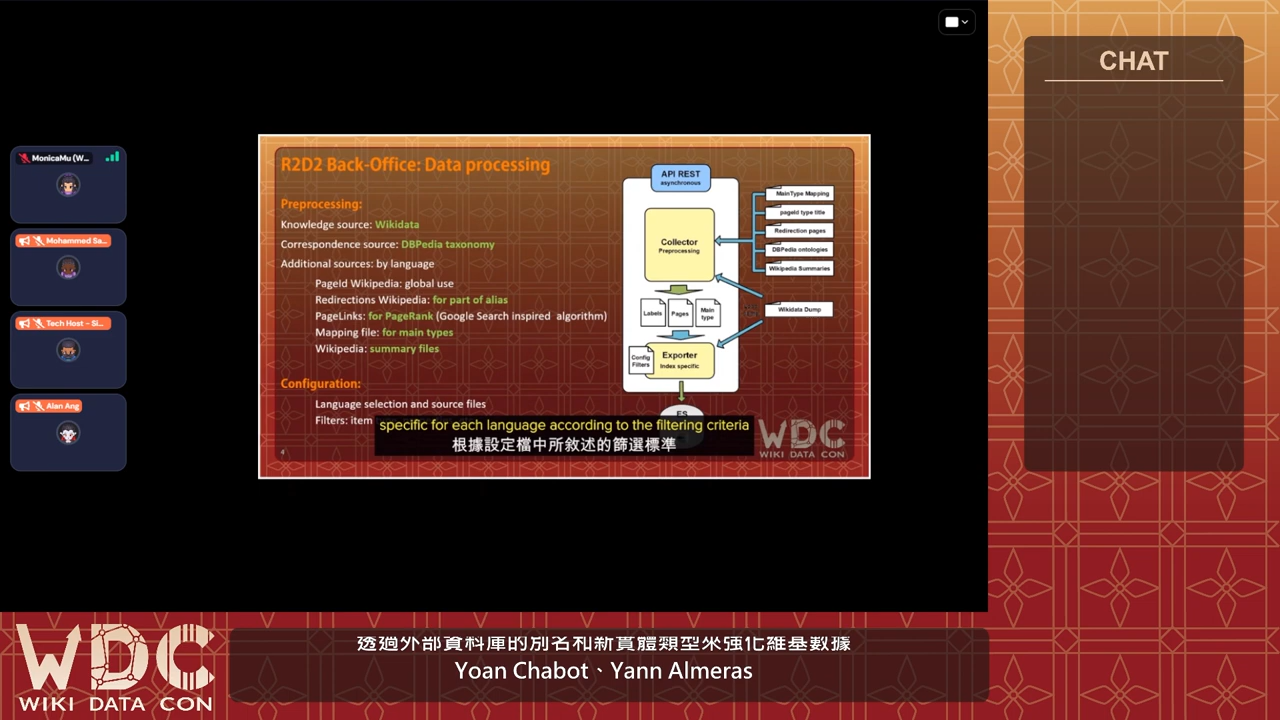 CHAT
MonicaMu (W...
Mohammed Sa...
Tech Host – Si...
Alan Ang
R2D2 Back-Office: Data processing
Preprocessing:
Knowledge source: Wikidata
Correspondence source: DBPedia taxonomy
Additional sources: by language
PageId Wikipedia: global use
Redirections Wikipedia: for part of alias
PageLinks: for PageRank (Google Search inspired algorithm)
Mapping file: for main types
Wikipedia: summary files
Configuration:
Language selection and source files
Filters: item
4
API REST
asynchronous
Collector
Preprocessing
MainType Mapping
pageId type title
Redirection pages
DBPedia ontologies
Wikipedia Summaries
Wikidata Dump
Labels
Pages
Main
type
Config
Filters
Exporter
Index specific
ES
WDC
WIKI DATA CON
specific for each language according to the filtering criteria
根據設定檔中所敘述的篩選標準
WDC
WIKI DATA CON
透過外部資料庫的別名和新實體類型來強化維基數據
Yoan Chabot、Yann Almeras